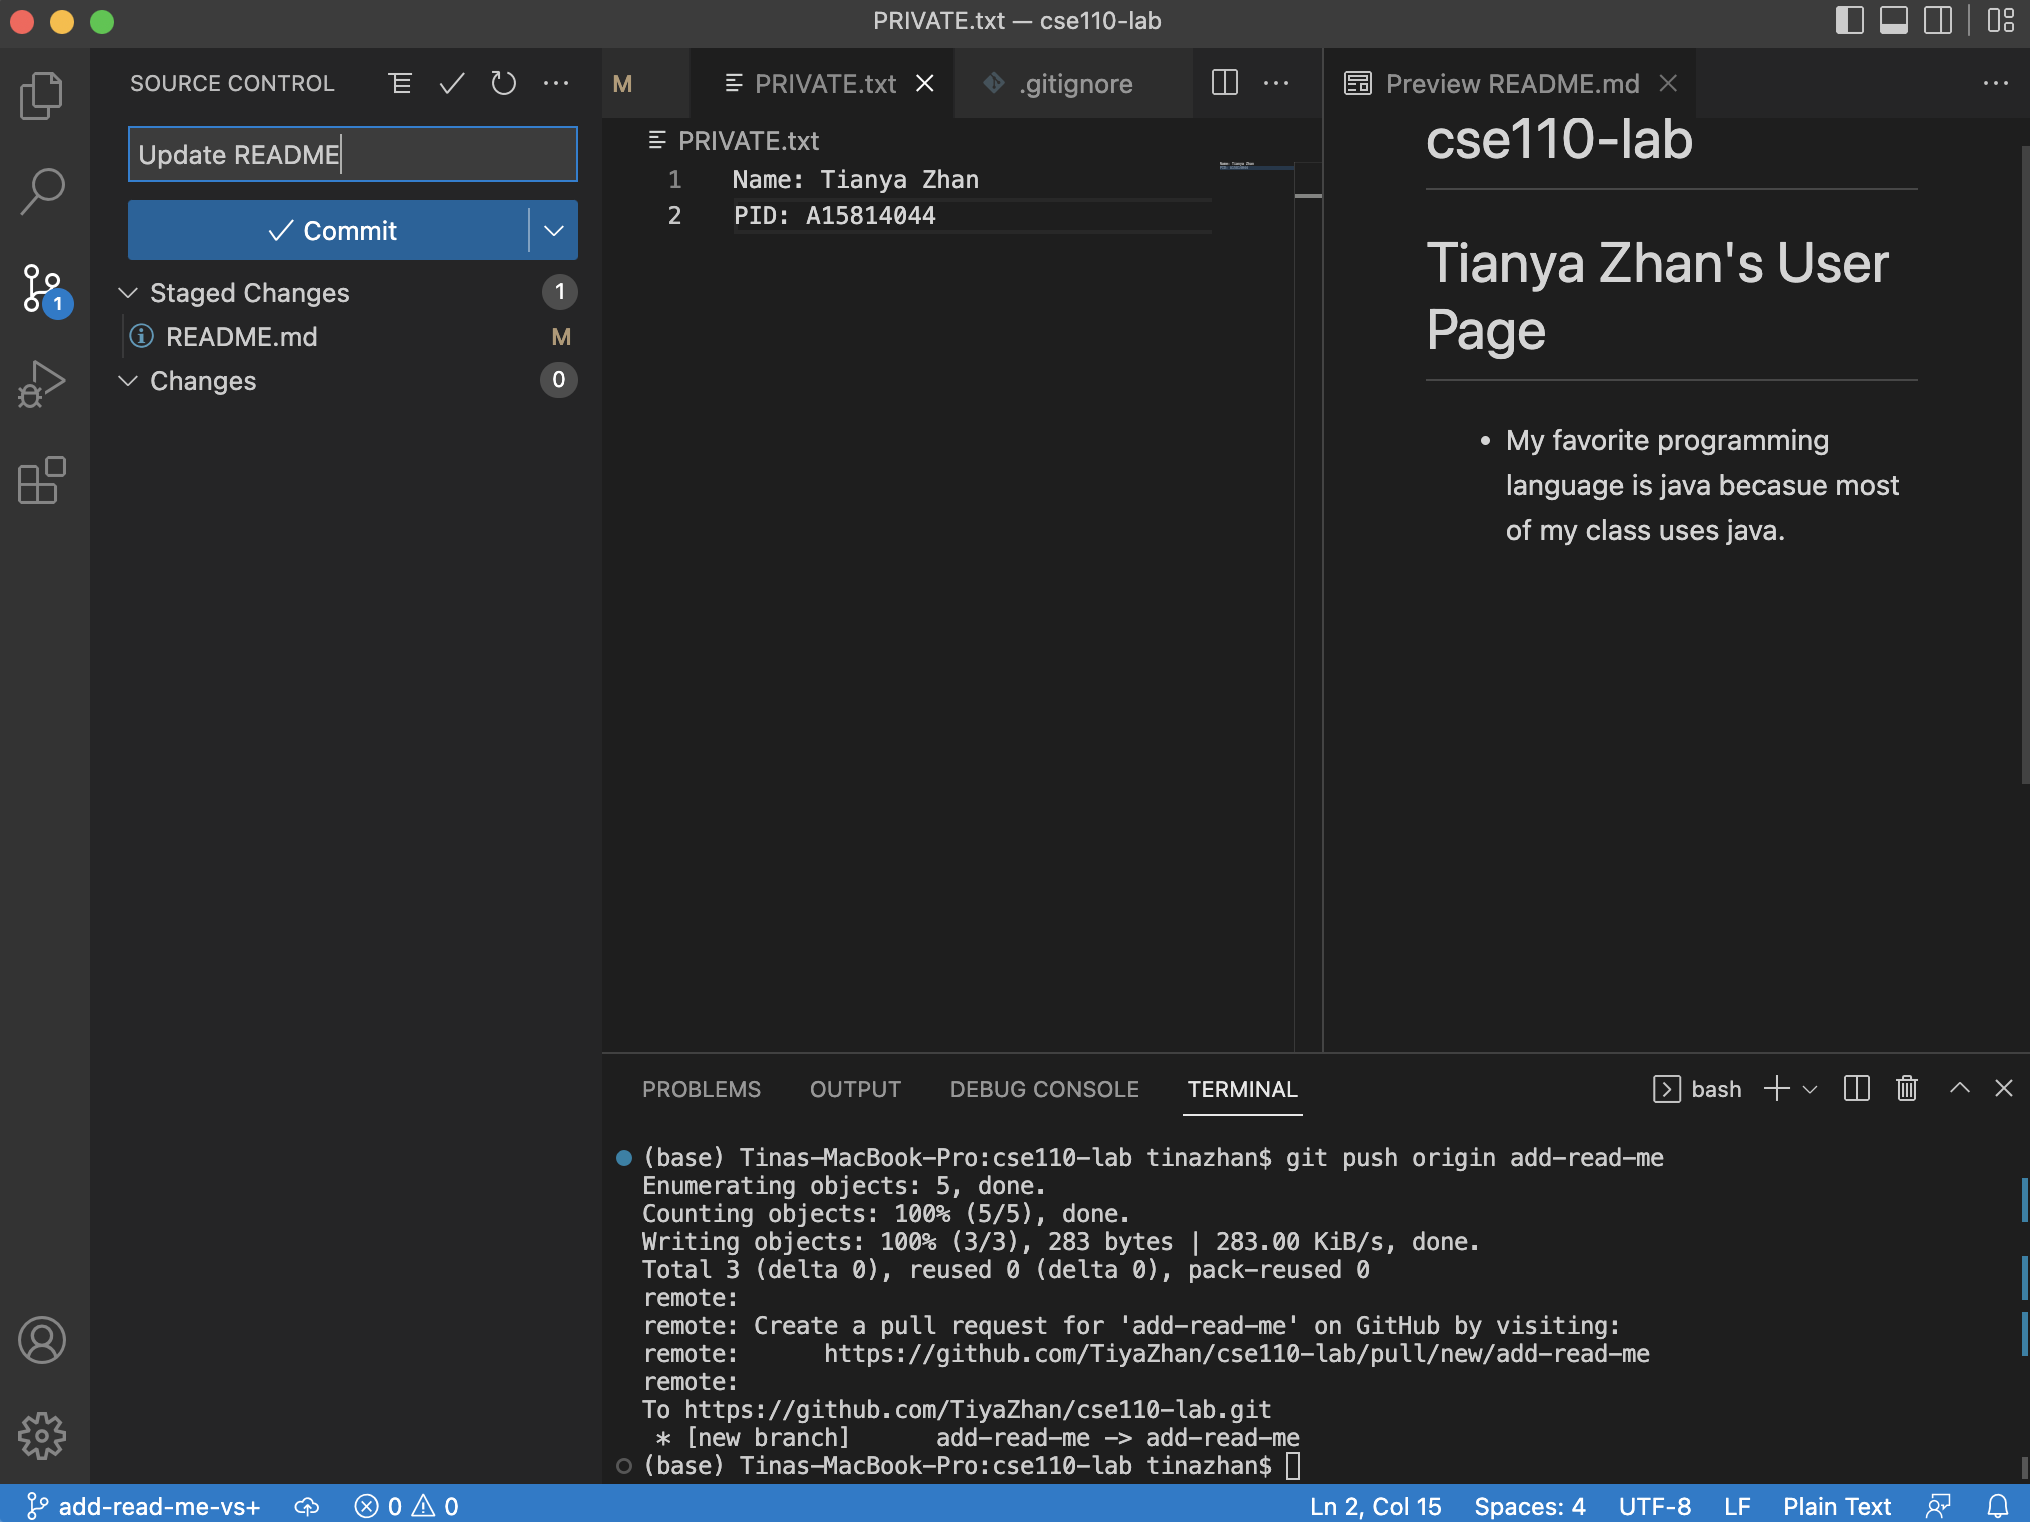 PRIVATE.txt — cse110-lab
SOURCE CONTROL
Update README
Commit
Staged Changes 1
README.md M
Changes 0
1
M
PRIVATE.txt
.gitignore
PRIVATE.txt
1 Name: Tianya Zhan
2 PID: A15814044
Preview README.md
cse110-lab
Tianya Zhan's User
Page
• My favorite programming
language is java becasue most
of my class uses java.
PROBLEMS OUTPUT DEBUG CONSOLE TERMINAL
bash
(base) Tinas-MacBook-Pro:cse110-lab tinazhan$ git push origin add-read-me
Enumerating objects: 5, done.
Counting objects: 100% (5/5), done.
Writing objects: 100% (3/3), 283 bytes | 283.00 KiB/s, done.
Total 3 (delta 0), reused 0 (delta 0), pack-reused 0
remote:
remote: Create a pull request for 'add-read-me' on GitHub by visiting:
remote:      https://github.com/TiyaZhan/cse110-lab/pull/new/add-read-me
remote:
To https://github.com/TiyaZhan/cse110-lab.git
 * [new branch]      add-read-me -> add-read-me
(base) Tinas-MacBook-Pro:cse110-lab tinazhan$
add-read-me-vs+ 0 0 Ln 2, Col 15 Spaces: 4 UTF-8 LF Plain Text